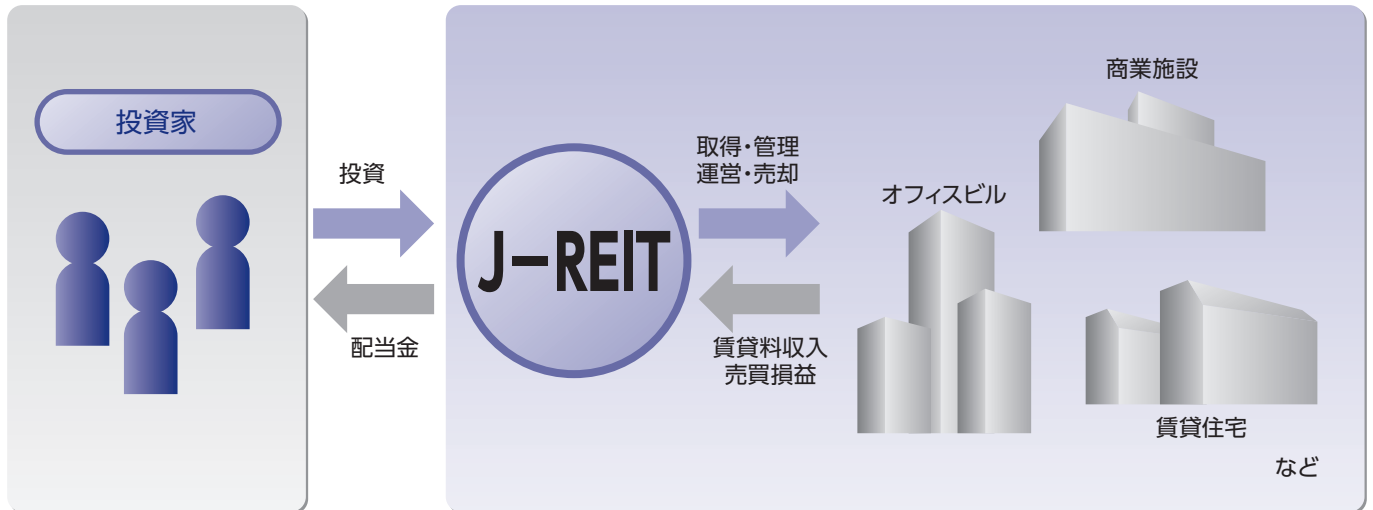 投資家
投資
配当金
J-REIT
取得・管理
運営・売却
賃貸料収入
売買損益
商業施設
オフィスビル
賃貸住宅
など